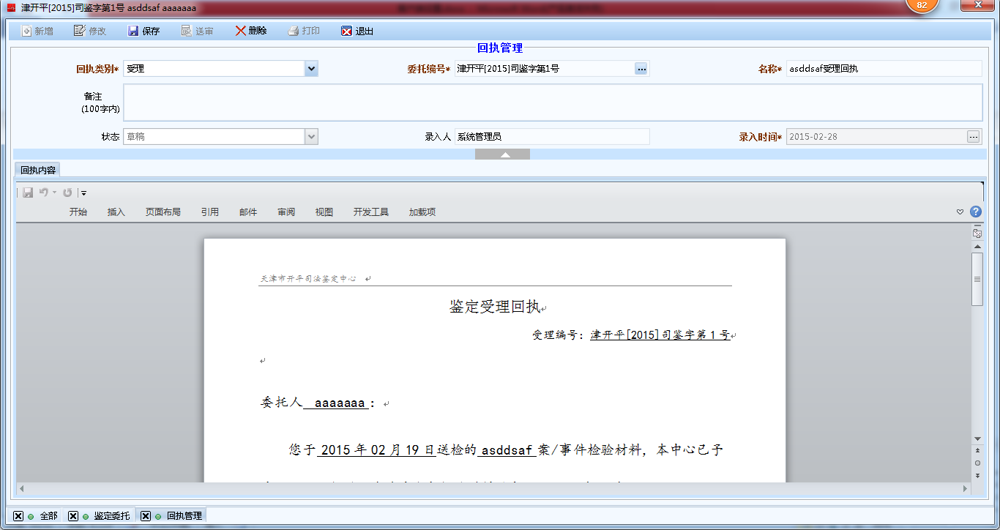 津开平[2015]司鉴字第1号 asddsaf aaaaaaa
82
新增 修改 保存 送审 删除 打印 退出
回执管理
回执类别* 受理 委托编号* 津开平[2015]司鉴字第1号 ... 名称* asddsaf受理回执
备注
(100字内)
状态 草稿 录入人 系统管理员 录入时间* 2015-02-28 ...
回执内容
开始 插入 页面布局 引用 邮件 审阅 视图 开发工具 加载项
天津市开平司法鉴定中心
鉴定受理回执
受理编号：津开平[2015]司鉴字第1号
委托人 aaaaaaa：
您于 2015年02月19日送检的 asddsaf 案/事件检验材料，本中心已予
全部 鉴定委托 回执管理